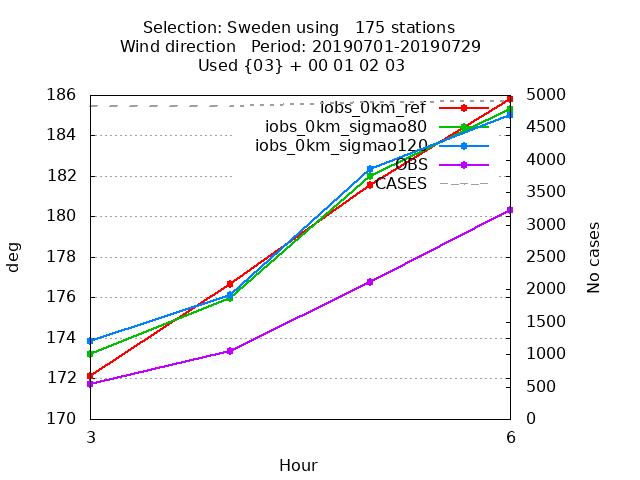 Selection: Sweden using   175 stations
Wind direction   Period: 20190701-20190729
Used {03} + 00 01 02 03
186 5000
iobs_0km_ref
4500
184
iobs_0km_sigmao80
iobs_0km_sigmao120
4000
OBS
182
CASES
3500
180
3000
No cases
deg
178
2500
176
2000
174
1500
1000
172
500
170 0
3 6
Hour